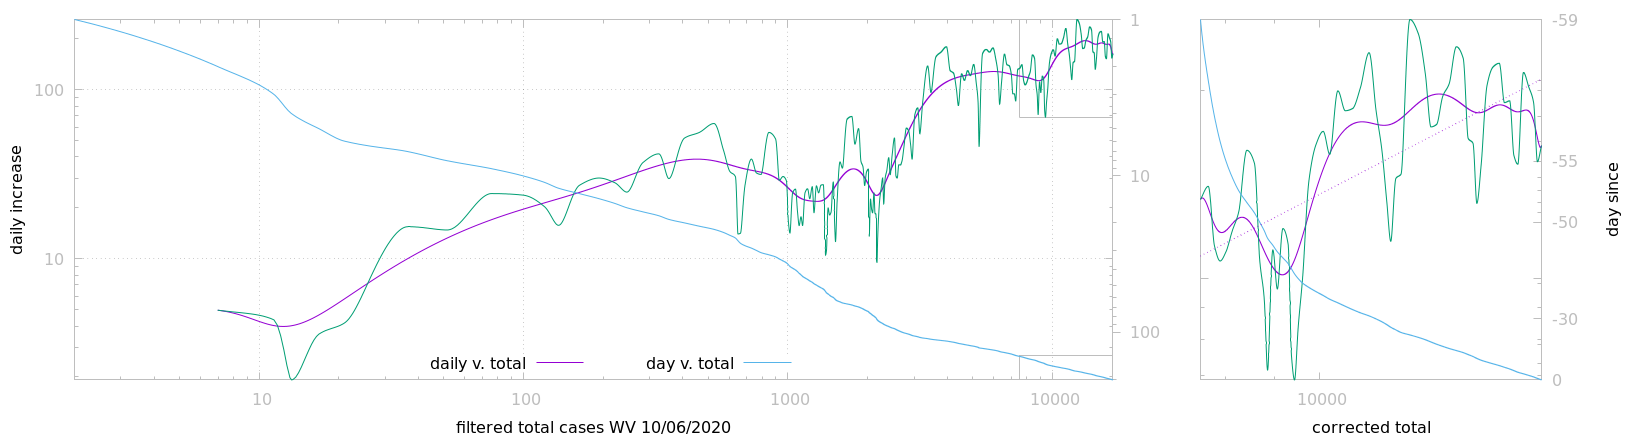 daily increase
100
10
daily v. total
day v. total
10
100
1000
10000
filtered total cases WV 10/06/2020
1
10
100
-59
-55
-50
-30
0
day since
10000
corrected total